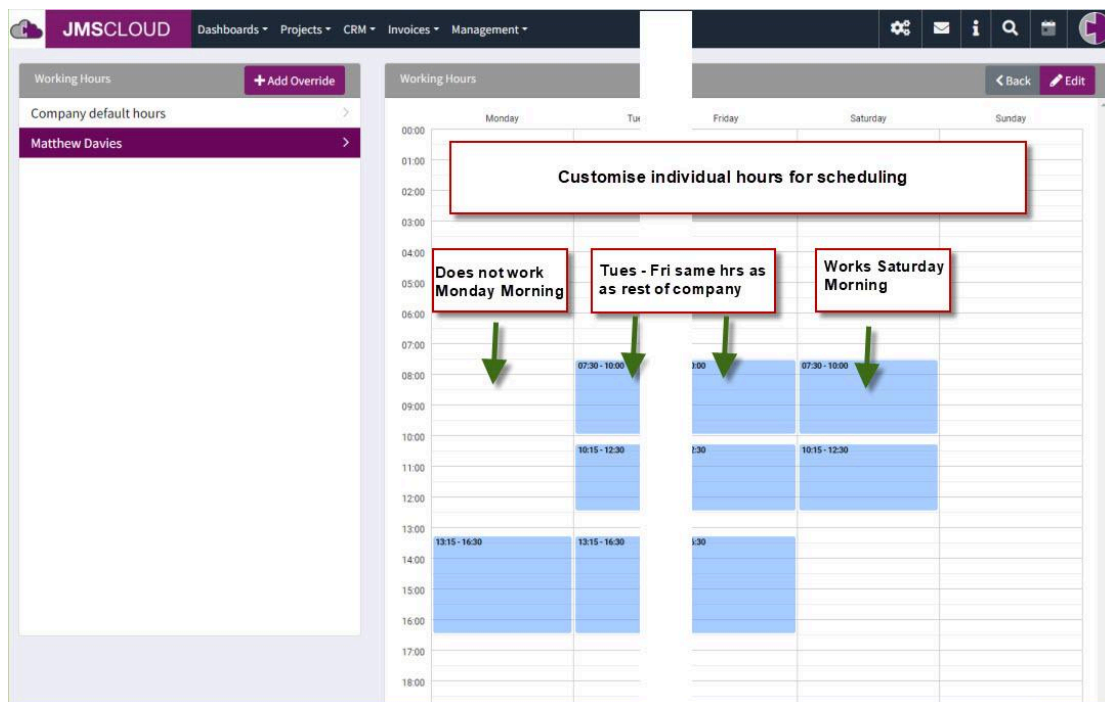 JMSCLOUD Dashboards Projects CRM Invoices Management
Working Hours
Add Override
Company default hours
Matthew Davies
Working Hours
Back
Edit
Monday Friday Saturday Sunday
00:00
01:00
02:00
03:00
04:00
05:00
06:00
07:00
08:00
09:00
10:00
11:00
12:00
13:00
14:00
15:00
16:00
17:00
18:00
Customise individual hours for scheduling
Does not work
Monday Morning
Tues - Fri same hrs as
as rest of company
Works Saturday
Morning
07:30 - 10:00
07:30 - 10:00
10:15 - 12:30
10:15 - 12:30
13:15 - 16:30
13:15 - 16:30